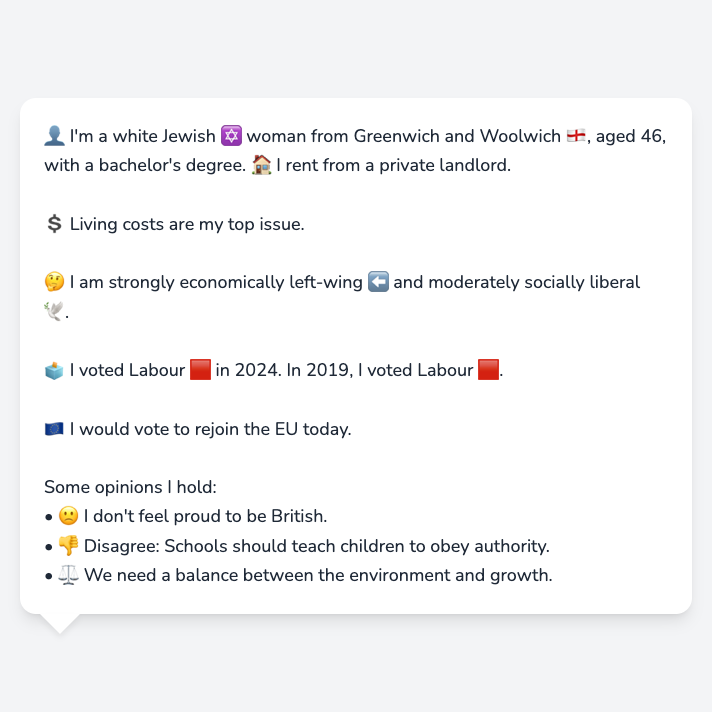 👤 I'm a white Jewish 🔯 woman from Greenwich and Woolwich 🏴󠁧󠁢󠁥󠁮󠁧󠁿, aged 46,
with a bachelor's degree. 🏠 I rent from a private landlord.
💲 Living costs are my top issue.
🤔 I am strongly economically left-wing ⬅️ and moderately socially liberal
🕊️.
🗳️ I voted Labour 🟥 in 2024. In 2019, I voted Labour 🟥.
🇪🇺 I would vote to rejoin the EU today.
Some opinions I hold:
• 🙁 I don't feel proud to be British.
• 👎 Disagree: Schools should teach children to obey authority.
• ⚖️ We need a balance between the environment and growth.